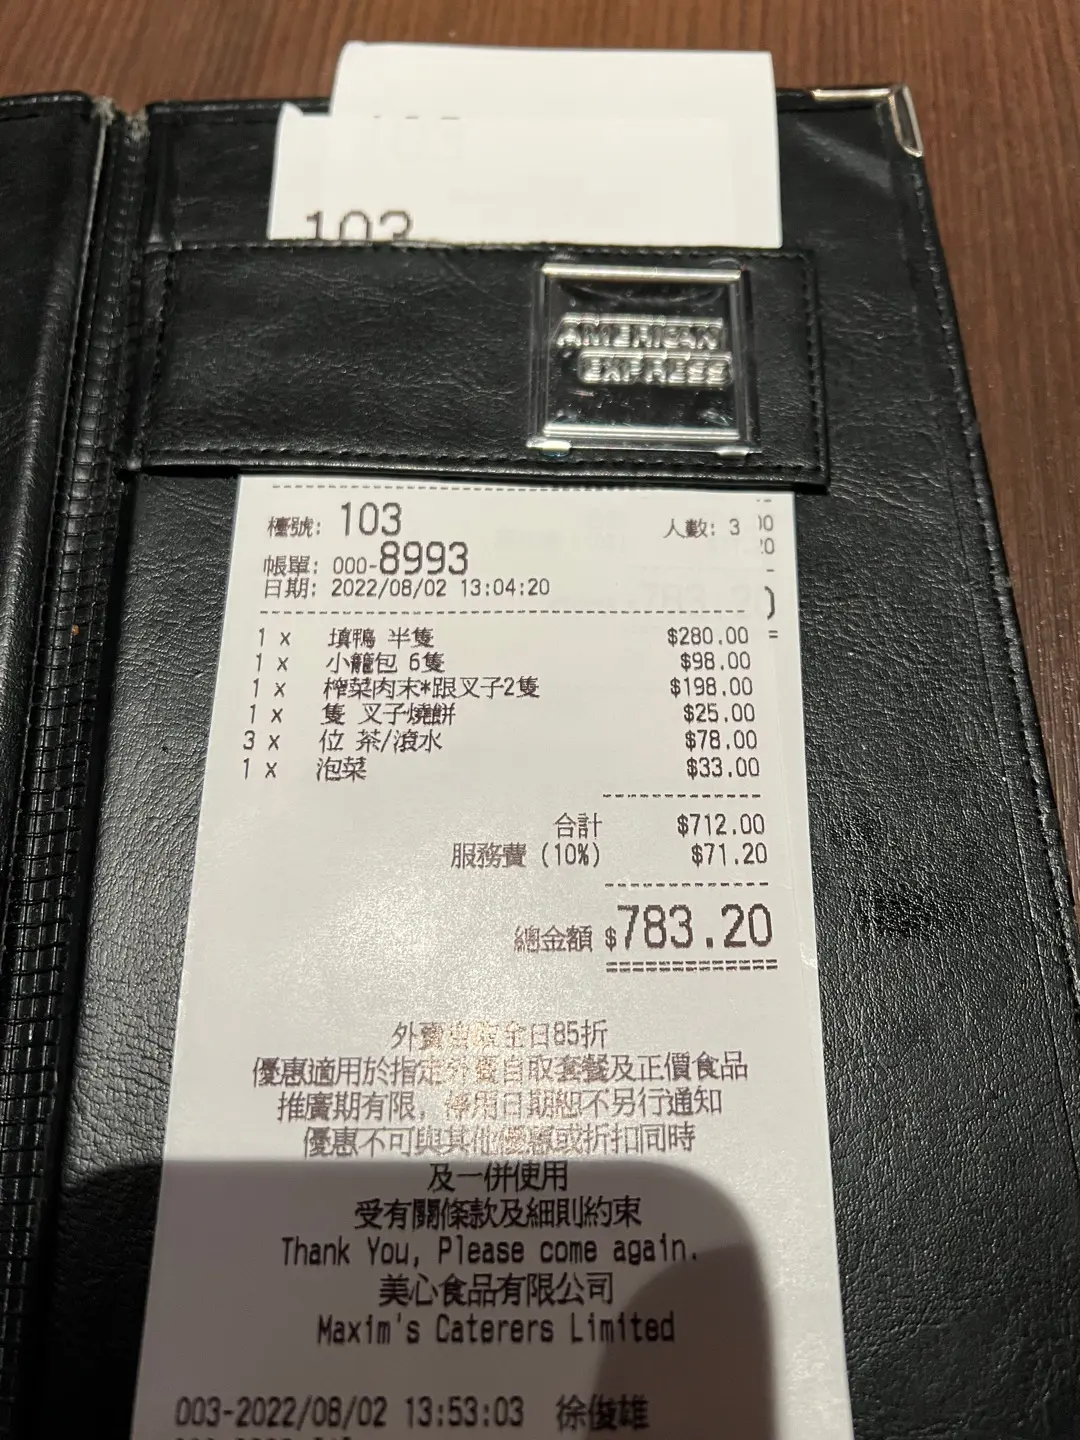 103
AMERICAN
EXPRESS
檯號: 103 人數: 3
帳單: 000-8993
日期: 2022/08/02 13:04:20
1 x 填鴨 半隻 $280.00
1 x 小籠包 6隻 $98.00
1 x 榨菜肉末*跟叉子2隻 $198.00
1 x 隻 叉子燒餅 $25.00
3 x 位 茶/滾水 $78.00
1 x 泡菜 $33.00
合計 $712.00
服務費 (10%) $71.20
總金額 $783.20
外賣自取全日85折
優惠適用於指定外賣自取套餐及正價食品
推廣期有限, 停用日期恕不另行通知
優惠不可與其他優惠或折扣同時
及一併使用
受有關條款及細則約束
Thank You, Please come again.
美心食品有限公司
Maxim's Caterers Limited
003-2022/08/02 13:53:03 徐俊雄